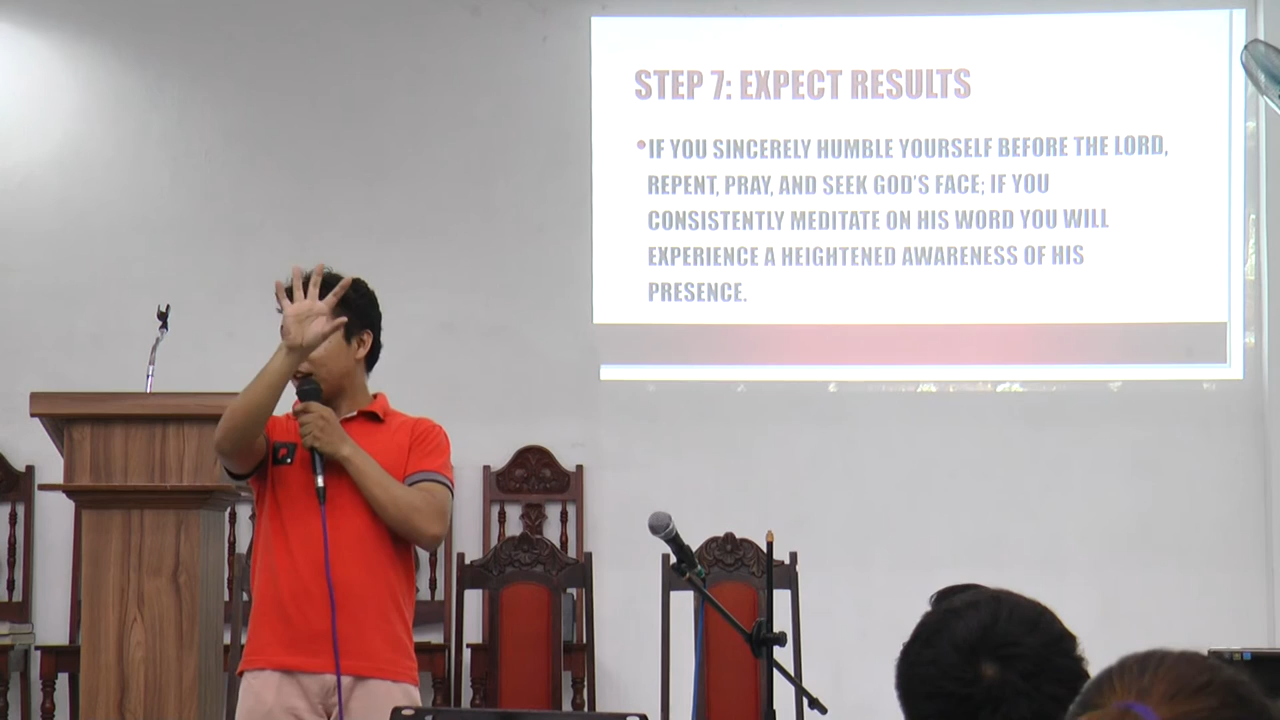 STEP 7: EXPECT RESULTS
•IF YOU SINCERELY HUMBLE YOURSELF BEFORE THE LORD,
REPENT, PRAY, AND SEEK GOD'S FACE; IF YOU
CONSISTENTLY MEDITATE ON HIS WORD YOU WILL
EXPERIENCE A HEIGHTENED AWARENESS OF HIS
PRESENCE.